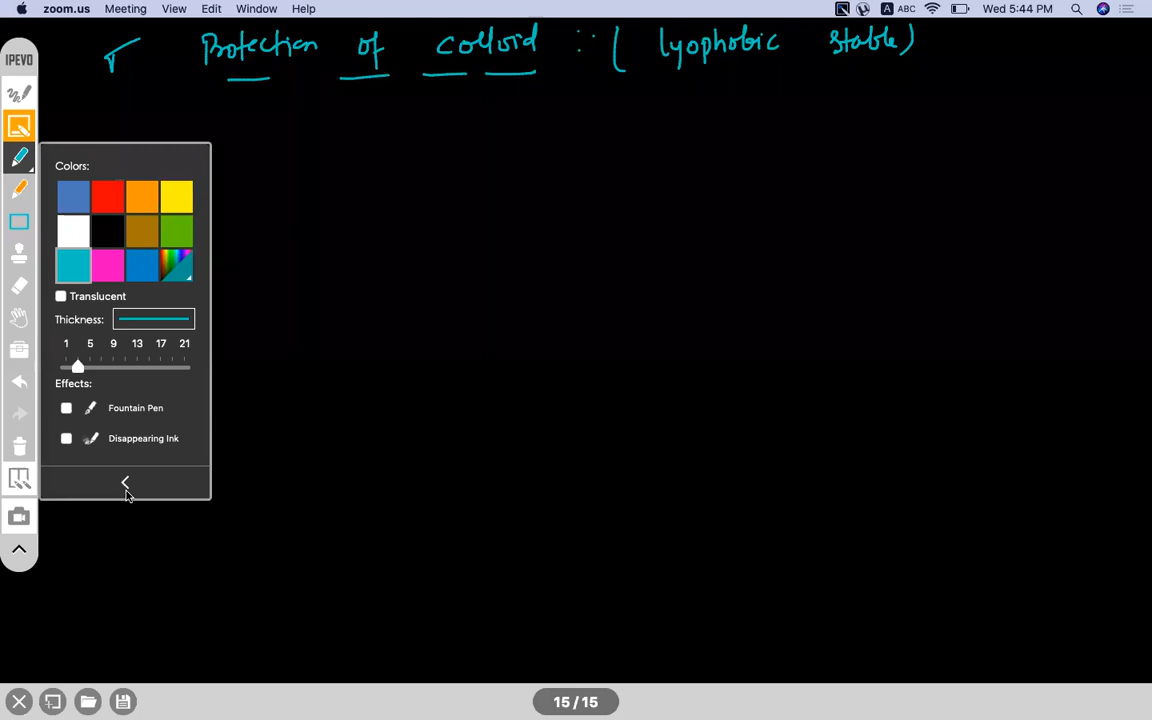 zoom.us Meeting View Edit Window Help A ABC Wed 5:44 PM
Protection of colloid :: ( lyophobic stable )
IPEVO
Colors:
Translucent
Thickness:
1 5 9 13 17 21
Effects:
Fountain Pen
Disappearing Ink
<
15/15